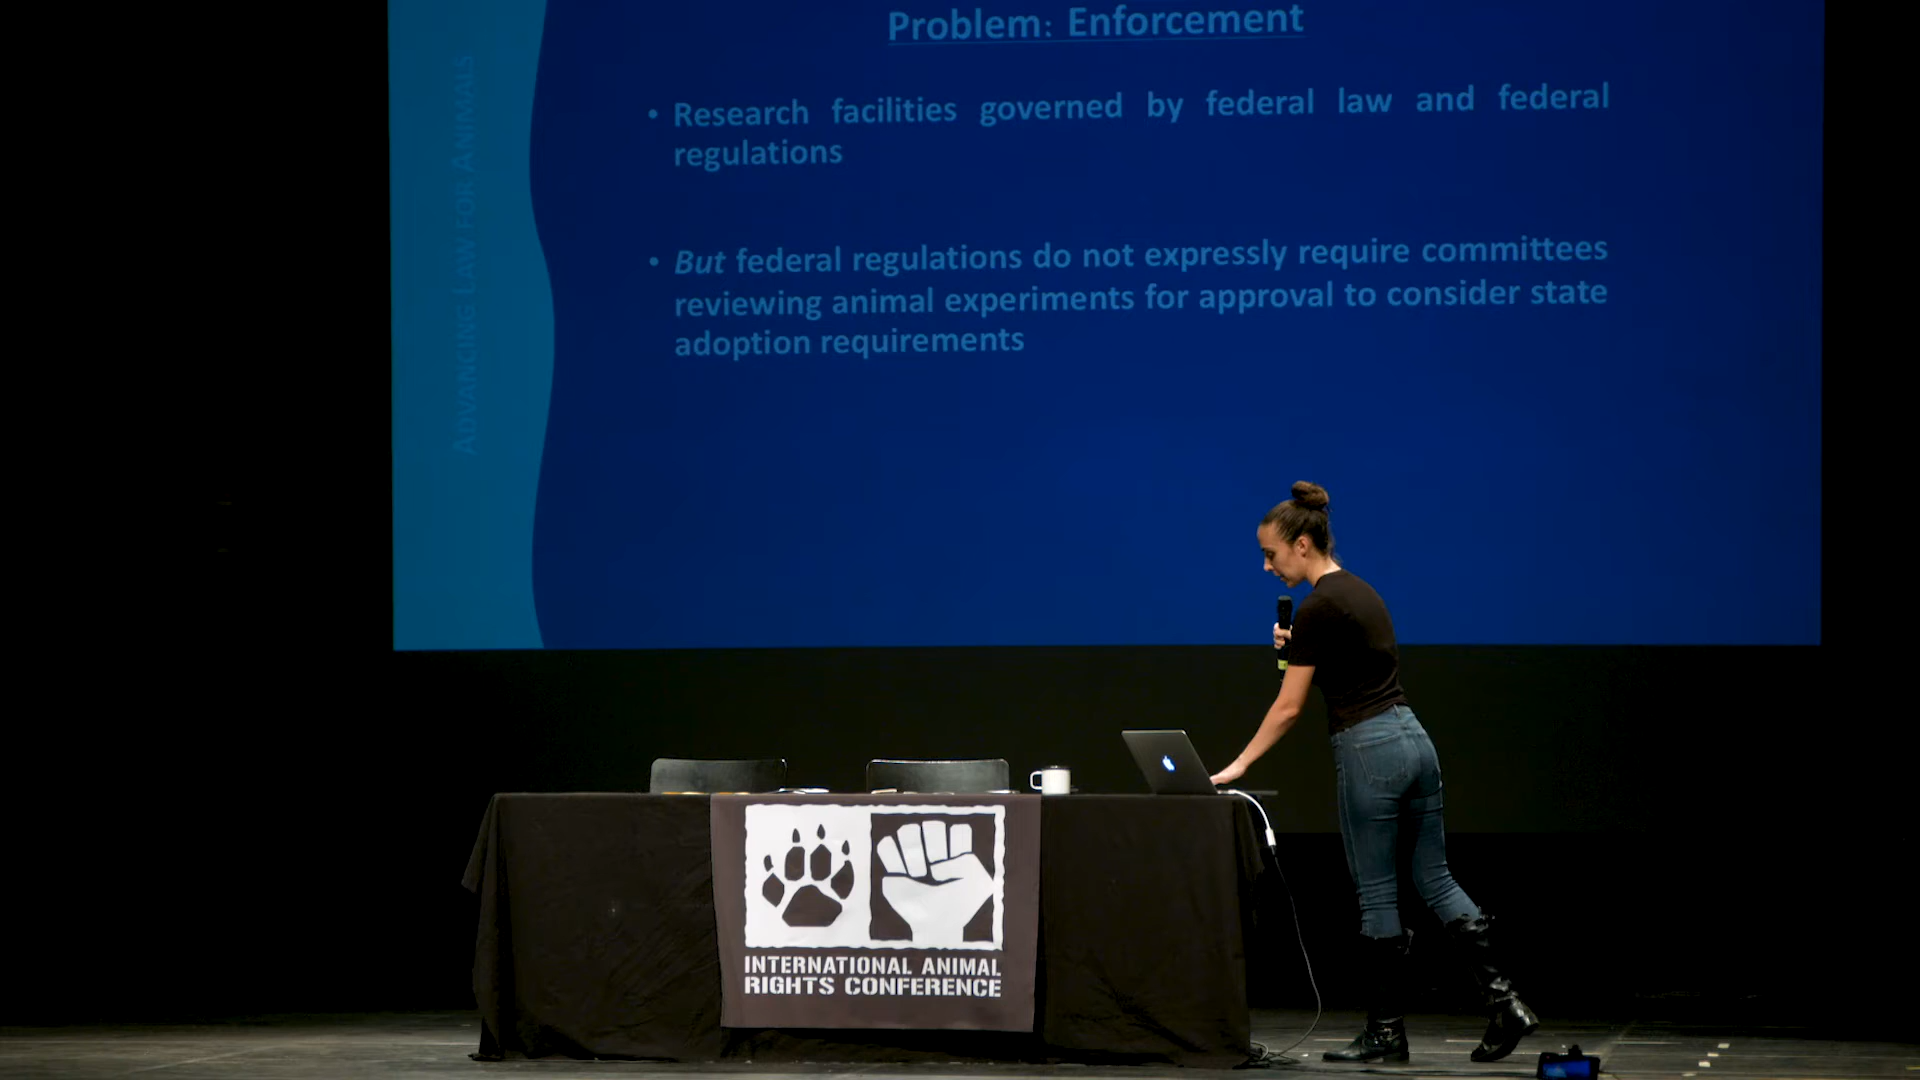 Problem: Enforcement
• Research facilities governed by federal law and federal
regulations
• But federal regulations do not expressly require committees
reviewing animal experiments for approval to consider state
adoption requirements
ADVANCING LAW FOR ANIMALS
INTERNATIONAL ANIMAL
RIGHTS CONFERENCE